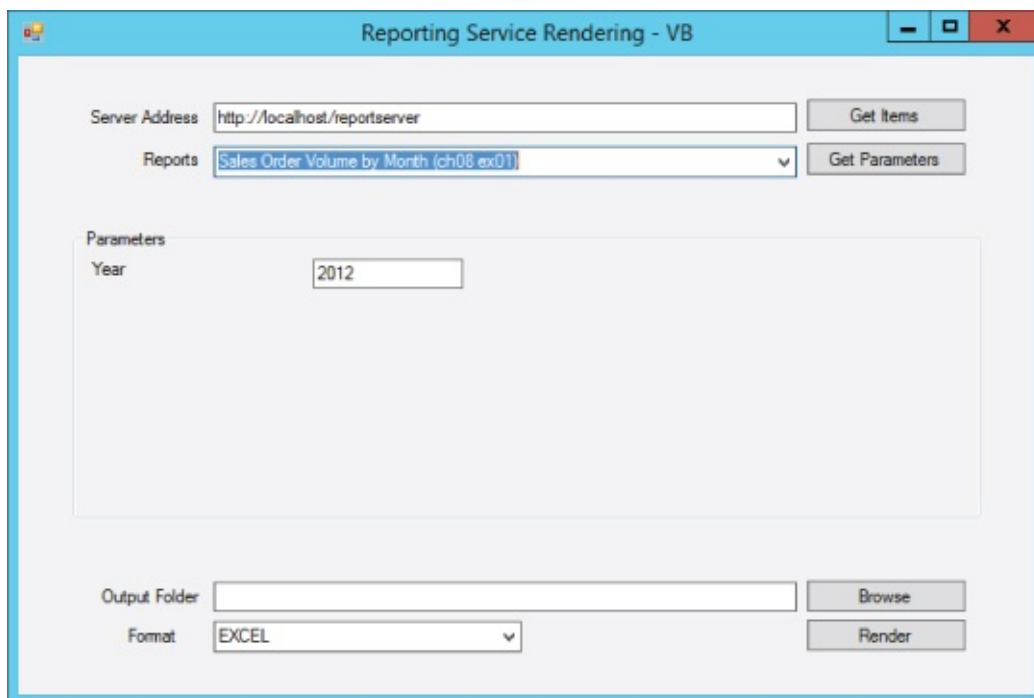 Reporting Service Rendering - VB
Server Address http://localhost/reportserver Get Items
Reports Sales Order Volume by Month (ch08 ex01) Get Parameters
Parameters
Year 2012
Output Folder Browse
Format EXCEL Render